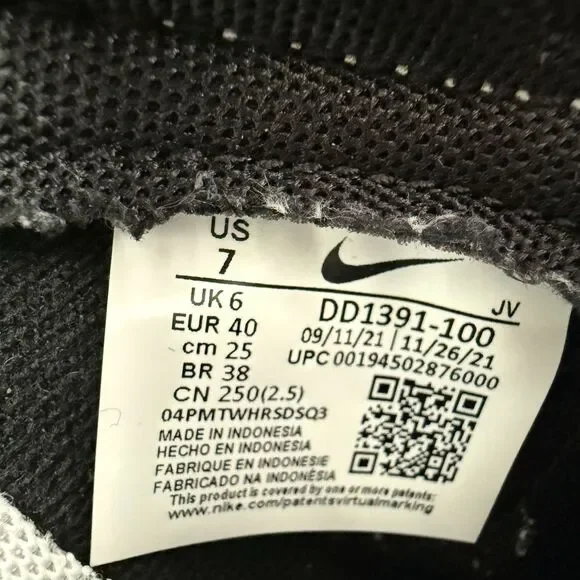 US
7
UK 6
EUR 40
cm 25
BR 38
CN 250(2.5)
04PMTWHRSDSQ3
JV
DD1391-100
09/11/21 | 11/26/21
UPC 00194502876000
MADE IN INDONESIA
HECHO EN INDONESIA
FABRIQUE EN INDONESIE
FABRICADO NA INDONÉSIA
This product is covered by one or more patents:
www.nike.com/patentsvirtualmarking